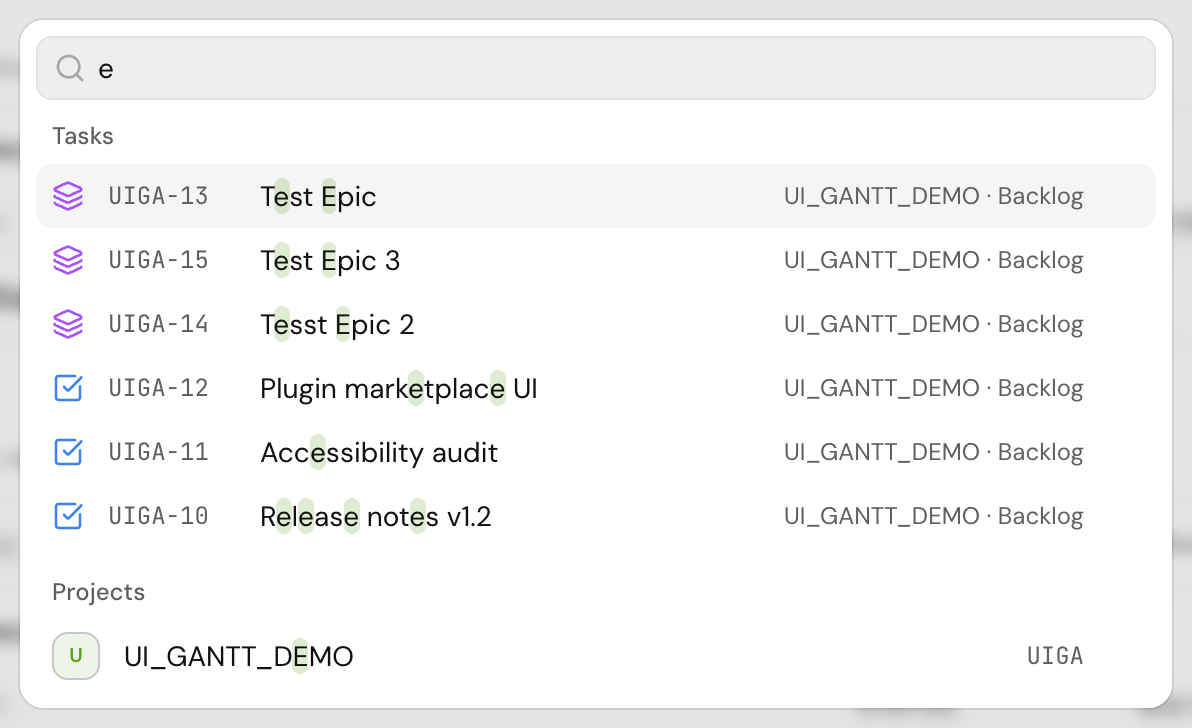 e
Tasks
UIGA-13 Test Epic UI_GANTT_DEMO · Backlog
UIGA-15 Test Epic 3 UI_GANTT_DEMO · Backlog
UIGA-14 Tesst Epic 2 UI_GANTT_DEMO · Backlog
UIGA-12 Plugin marketplace UI UI_GANTT_DEMO · Backlog
UIGA-11 Accessibility audit UI_GANTT_DEMO · Backlog
UIGA-10 Release notes v1.2 UI_GANTT_DEMO · Backlog
Projects
U UI_GANTT_DEMO UIGA